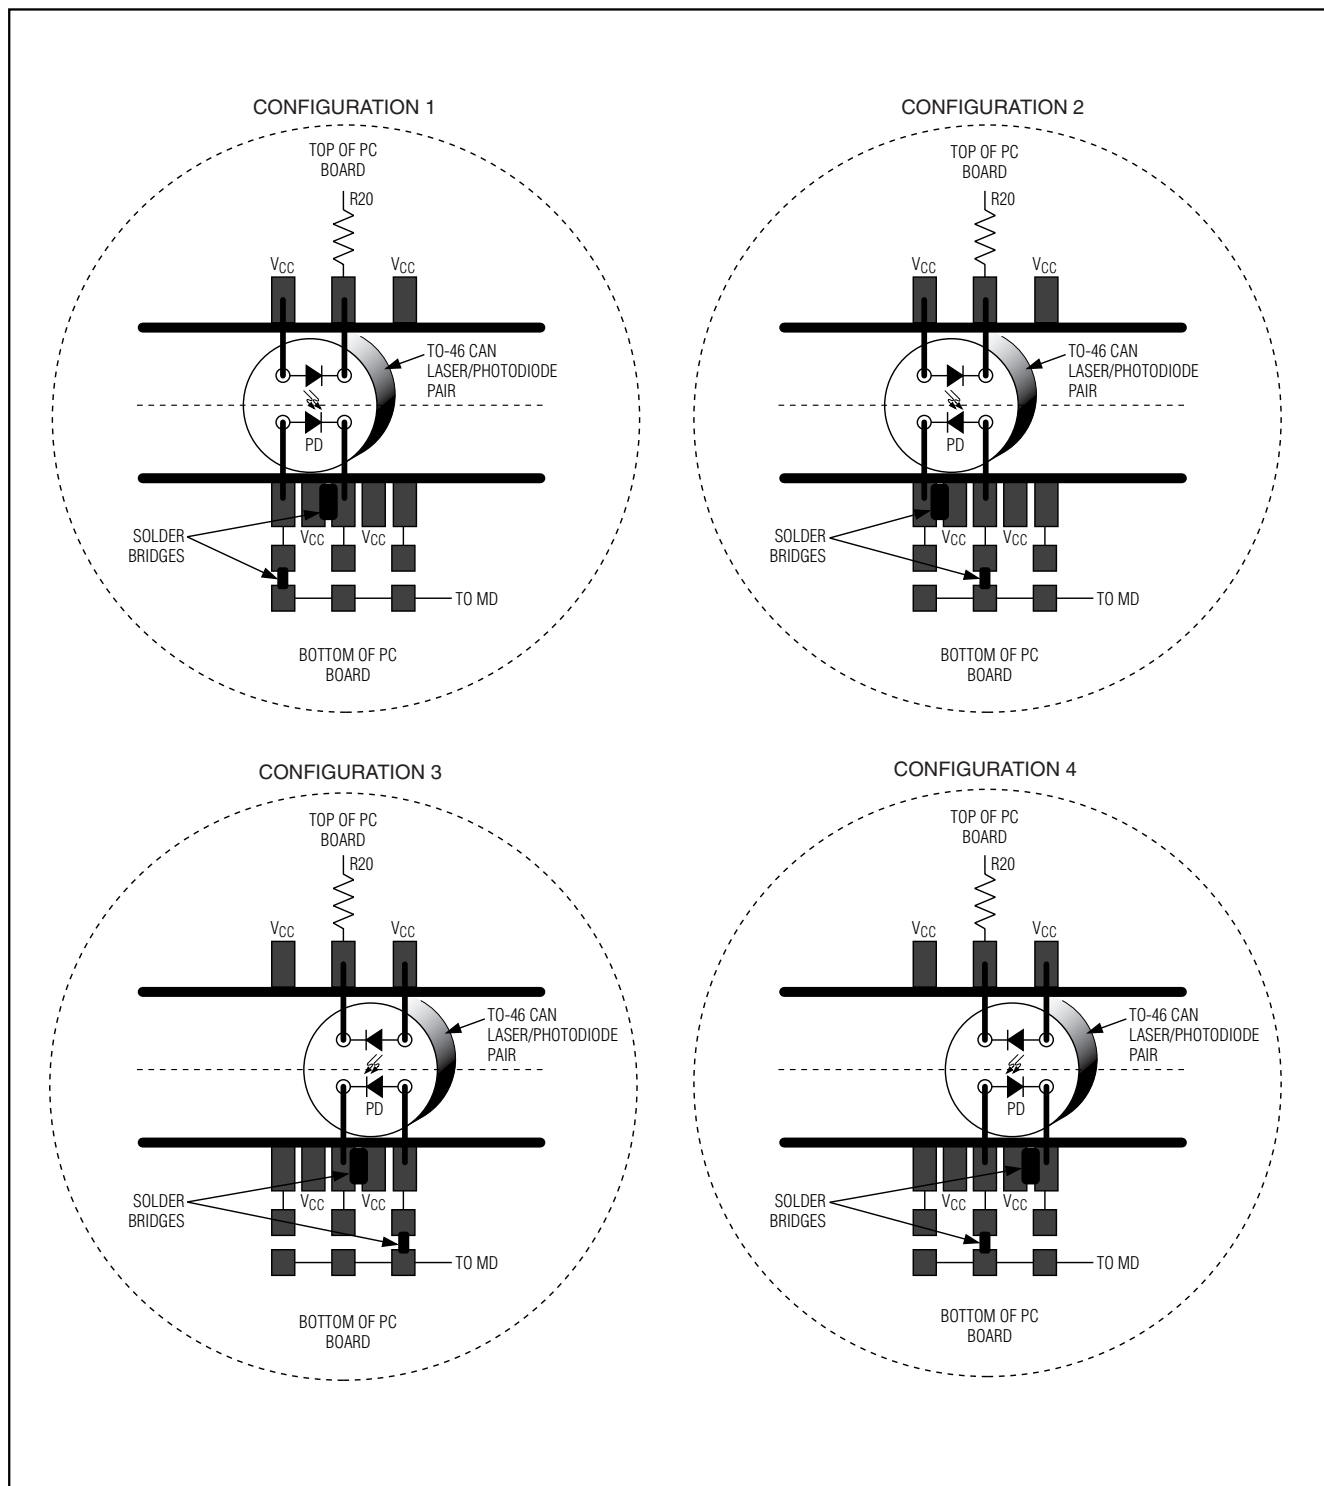 CONFIGURATION 1
TOP OF PC
BOARD
R20
VCC
VCC
TO-46 CAN
LASER/PHOTODIODE
PAIR
PD
SOLDER
BRIDGES
VCC
VCC
TO MD
BOTTOM OF PC
BOARD
CONFIGURATION 2
TOP OF PC
BOARD
R20
VCC
VCC
TO-46 CAN
LASER/PHOTODIODE
PAIR
PD
SOLDER
BRIDGES
VCC
VCC
TO MD
BOTTOM OF PC
BOARD
CONFIGURATION 3
TOP OF PC
BOARD
R20
VCC
VCC
TO-46 CAN
LASER/PHOTODIODE
PAIR
PD
SOLDER
BRIDGES
VCC
VCC
TO MD
BOTTOM OF PC
BOARD
CONFIGURATION 4
TOP OF PC
BOARD
R20
VCC
VCC
TO-46 CAN
LASER/PHOTODIODE
PAIR
PD
SOLDER
BRIDGES
VCC
VCC
TO MD
BOTTOM OF PC
BOARD